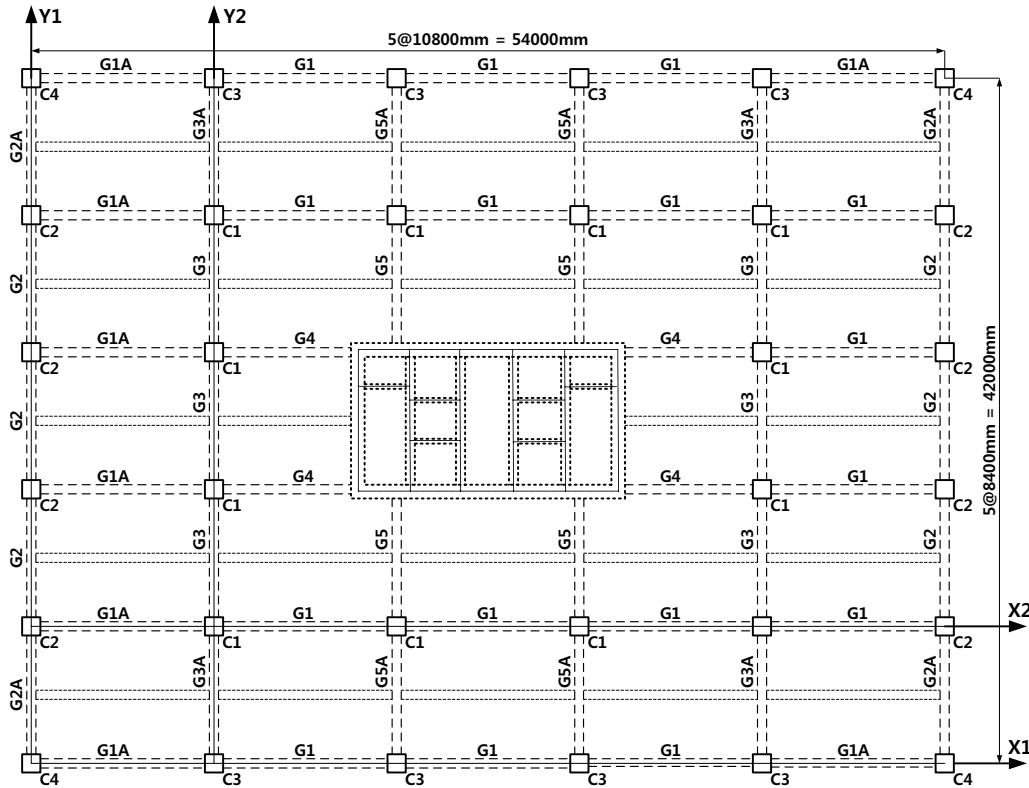 Y1 Y2
5@10800mm = 54000mm
G1A G1 G1 G1 G1A
C4 C3 C3 C3 C3 C4
G2A G3A G5A G5A G3A G2A
G1A G1 G1 G1 G1
C2 C1 C1 C1 C1 C2
G2 G3 G5 G5 G3 G2
G1A G4 G4 G1
C2 C1 C1 C2
G2 G3 G3 G2
5@8400mm = 42000mm
G1A G4 G4 G1
C2 C1 C1 C2
G2 G3 G5 G5 G3 G2
X2
G1A G1 G1 G1 G1
C2 C1 C1 C1 C1 C2
G2A G3A G5A G5A G3A G2A
X1
G1A G1 G1 G1 G1A
C4 C3 C3 C3 C3 C4